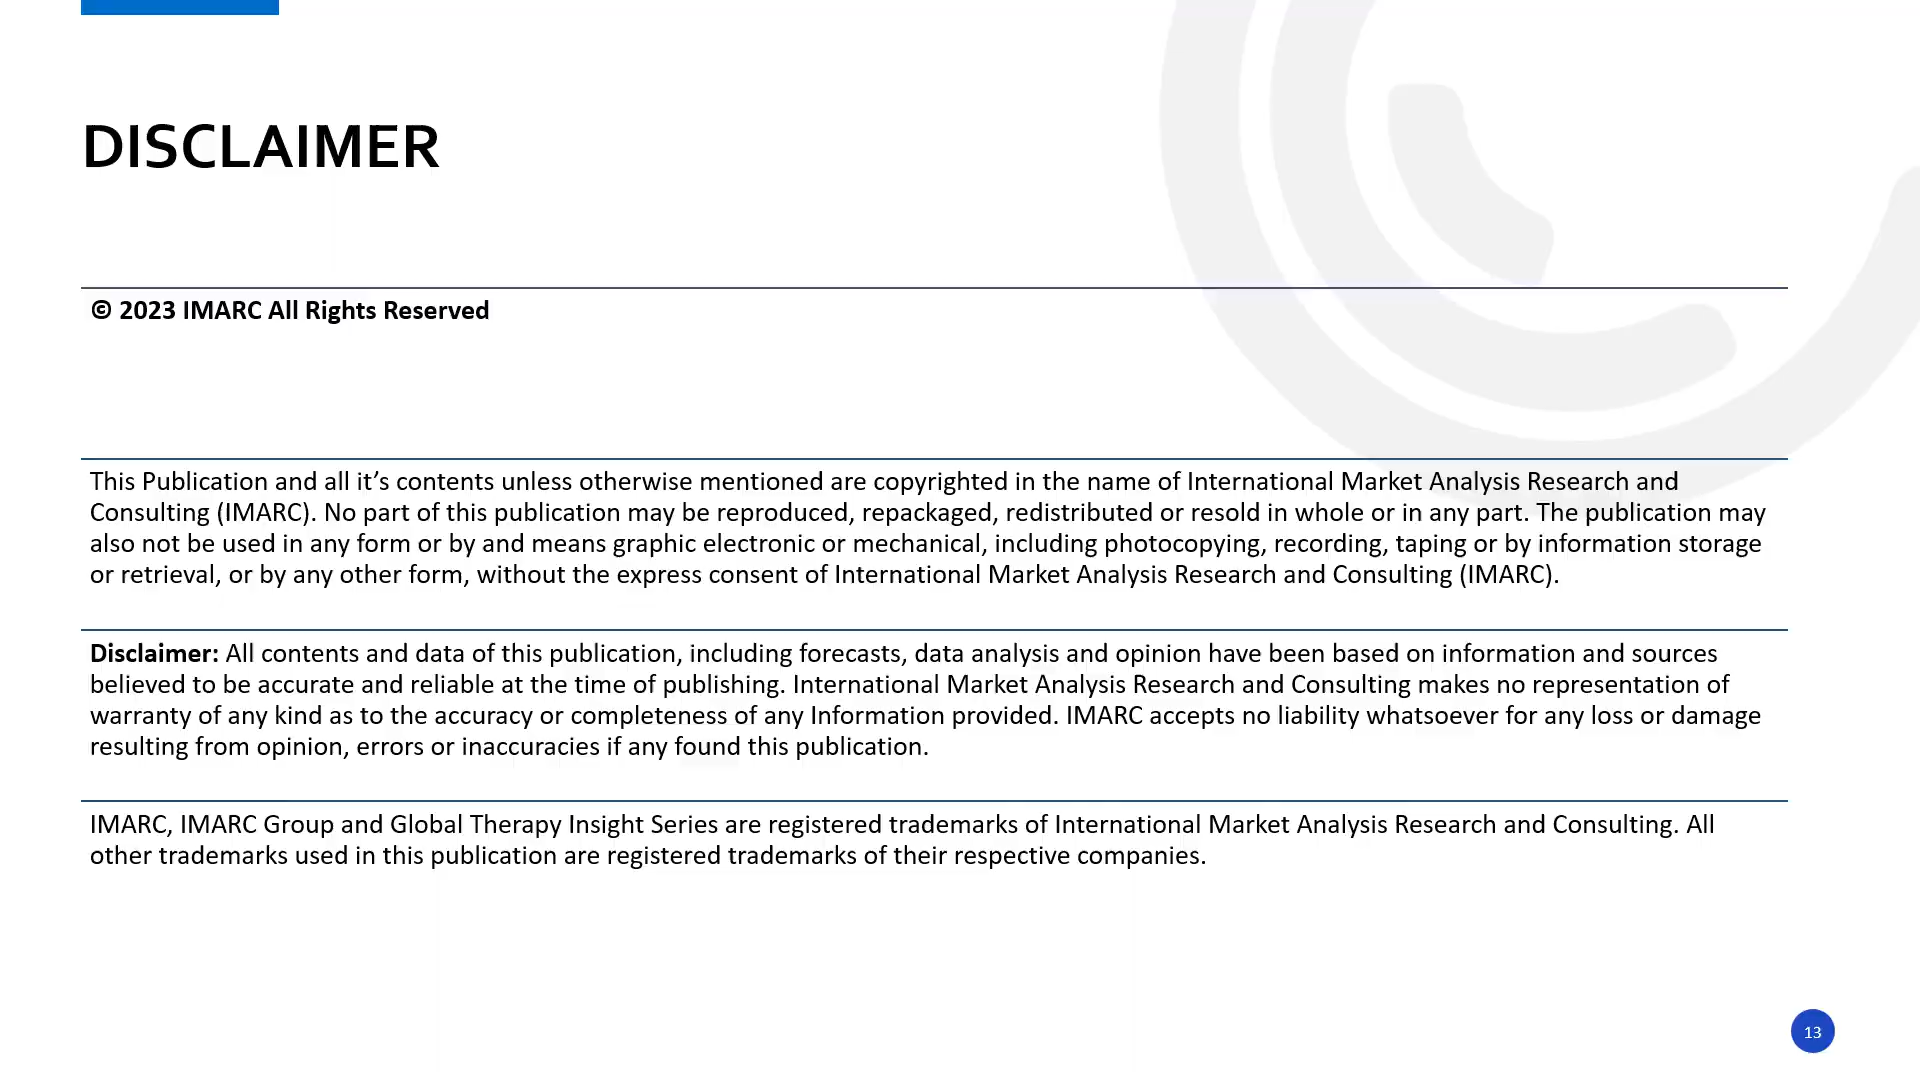 DISCLAIMER
© 2023 IMARC All Rights Reserved
This Publication and all it’s contents unless otherwise mentioned are copyrighted in the name of International Market Analysis Research and
Consulting (IMARC). No part of this publication may be reproduced, repackaged, redistributed or resold in whole or in any part. The publication may
also not be used in any form or by and means graphic electronic or mechanical, including photocopying, recording, taping or by information storage
or retrieval, or by any other form, without the express consent of International Market Analysis Research and Consulting (IMARC).
Disclaimer: All contents and data of this publication, including forecasts, data analysis and opinion have been based on information and sources
believed to be accurate and reliable at the time of publishing. International Market Analysis Research and Consulting makes no representation of
warranty of any kind as to the accuracy or completeness of any Information provided. IMARC accepts no liability whatsoever for any loss or damage
resulting from opinion, errors or inaccuracies if any found this publication.
IMARC, IMARC Group and Global Therapy Insight Series are registered trademarks of International Market Analysis Research and Consulting. All
other trademarks used in this publication are registered trademarks of their respective companies.
13